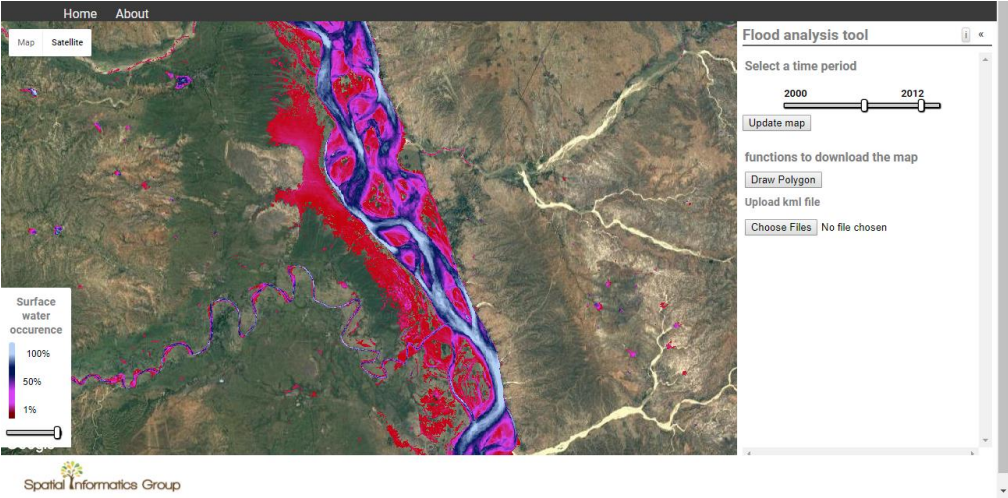 Home About
Map Satellite
Flood analysis tool i «
Select a time period
2000 2012
Update map
functions to download the map
Draw Polygon
Upload kml file
Choose Files No file chosen
Surface
water
occurence
100%
50%
1%
Spatial Informatics Group